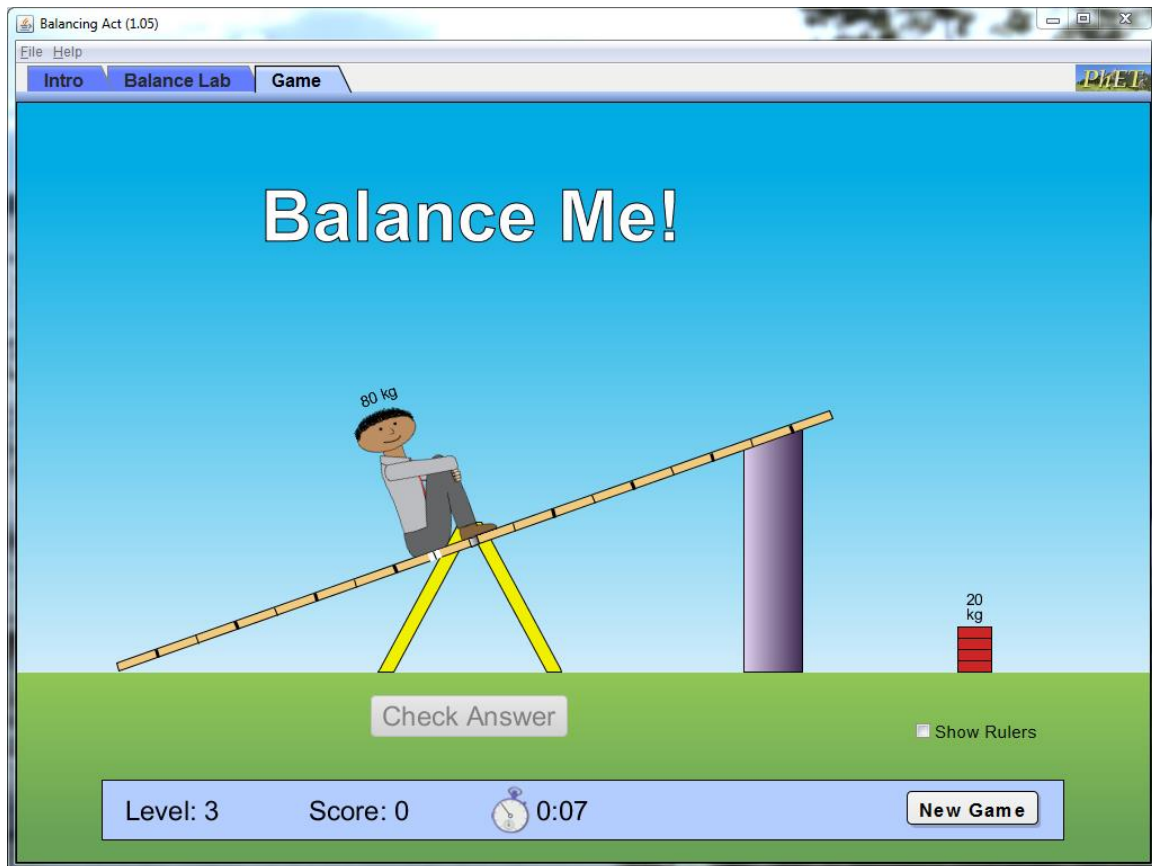 Balancing Act (1.05)
File Help
Intro Balance Lab Game
PhET
Balance Me!
80 kg
20
kg
Check Answer
Show Rulers
Level: 3 Score: 0 0:07 New Game